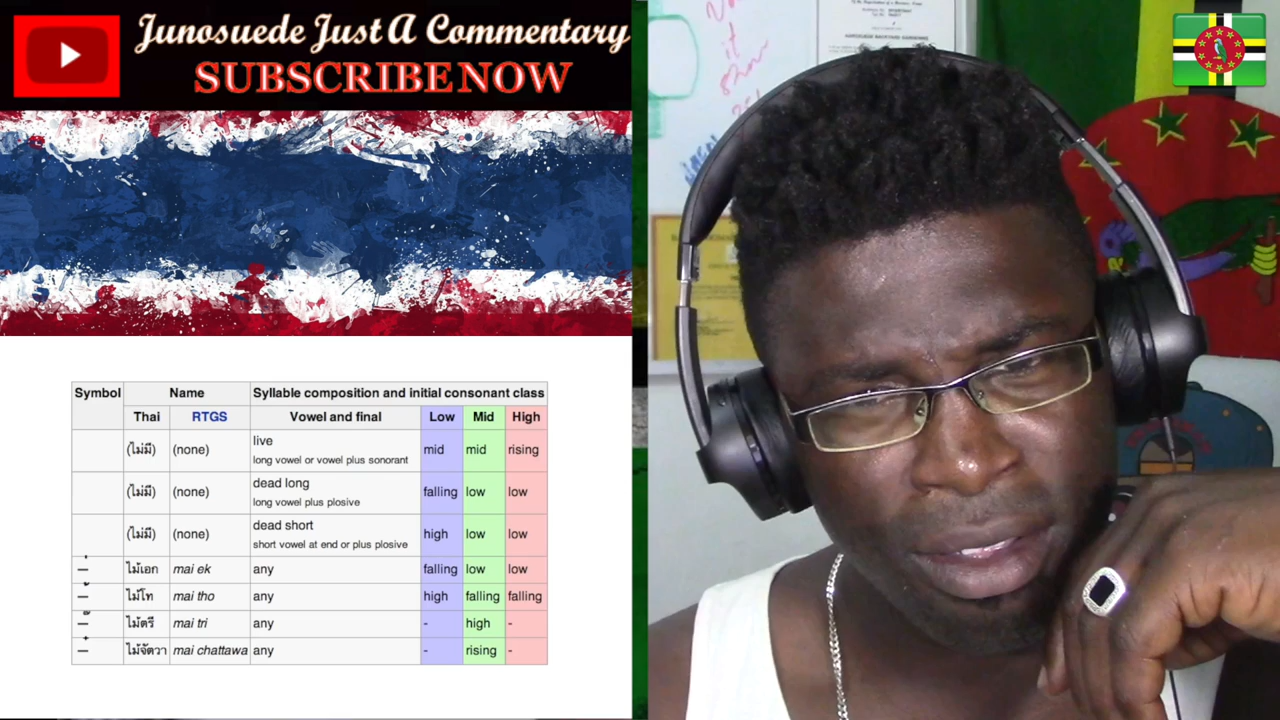 Junosuede Just A Commentary
SUBSCRIBE NOW
Symbol Name Syllable composition and initial consonant class
Thai RTGS Vowel and final Low Mid High
(ไม่มี) (none) live mid mid rising
long vowel or vowel plus sonorant
(ไม่มี) (none) dead long falling low low
long vowel plus plosive
(ไม่มี) (none) dead short high low low
short vowel at end or plus plosive
ไม้เอก mai ek any falling low low
ไม้โท mai tho any high falling falling
ไม้ตรี mai tri any - high -
ไม้จัตวา mai chattawa any - rising -